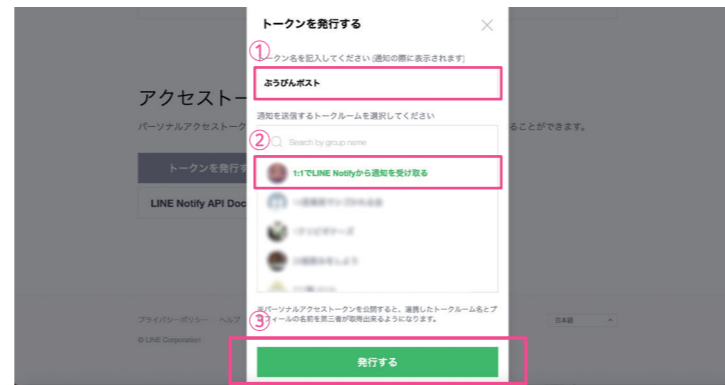 トークンを発行する
①
トークン名を記入してください (通知の際に表示されます)
ぶうびんポスト
アクセストー
通知を送信するトークルームを選択してください
パーソナルアクセストーク
ることができます。
②
Search by group name
トークンを発行す
1:1でLINE Notifyから通知を受け取る
LINE Notify API Doc
※パーソナルアクセストークンを公開すると、連携したトークルーム名とプ
ロフィールの名前を第三者が取得出来るようになります。
③
プライバシーポリシー ヘルプ
日本語
© LINE Corporation
発行する